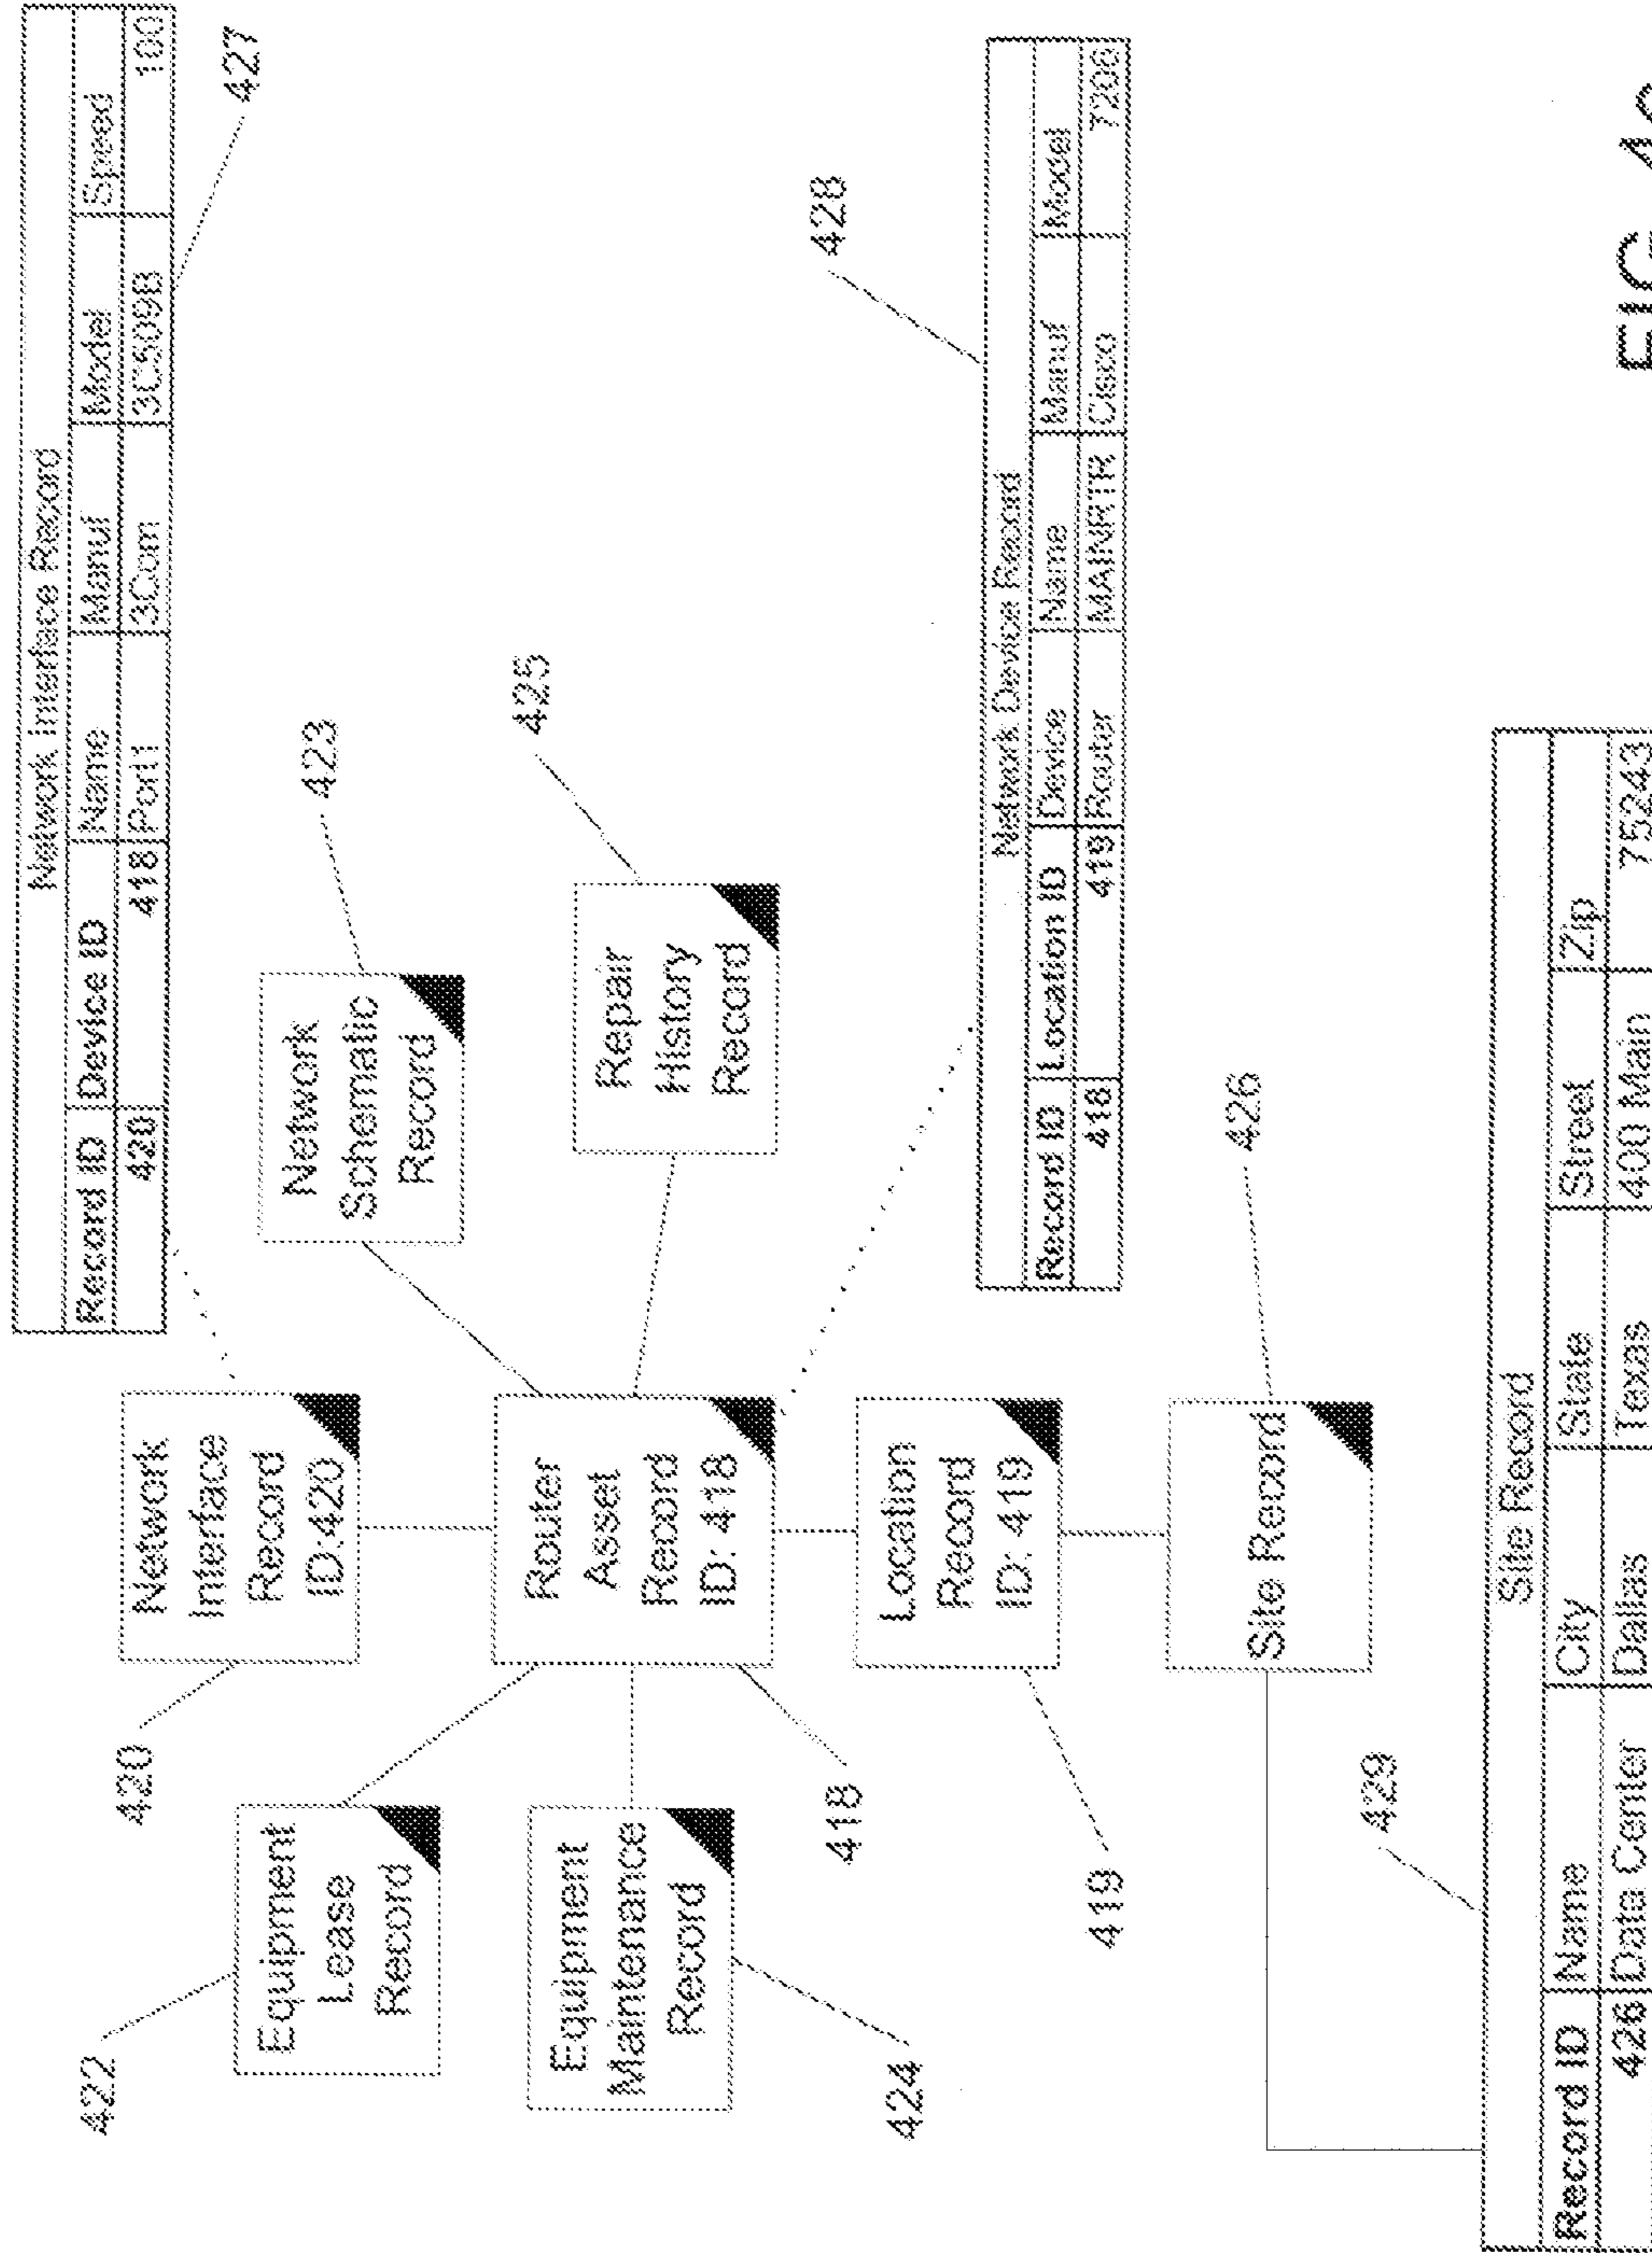 Network Interface Record
Record ID Device ID Name Manuf Model Speed
420 418 Port1 3Com 3C509B 100
427
422
Equipment
Lease
Record
420
Network
Interface
Record
ID:420
Network
Schematic
Record
423
Equipment
Maintenance
Record
424
Router
Asset
Record
ID: 418
418
Repair
History
Record
425
428
Location
Record
ID: 419
419
Network Device Record
Record ID Location ID Device Name Manuf Model
418 419 Router MAINRTR Cisco 7206
Site Record
426
429
Site Record
Record ID Name City State Street Zip
426 Data Center Dallas Texas 400 Main 75243